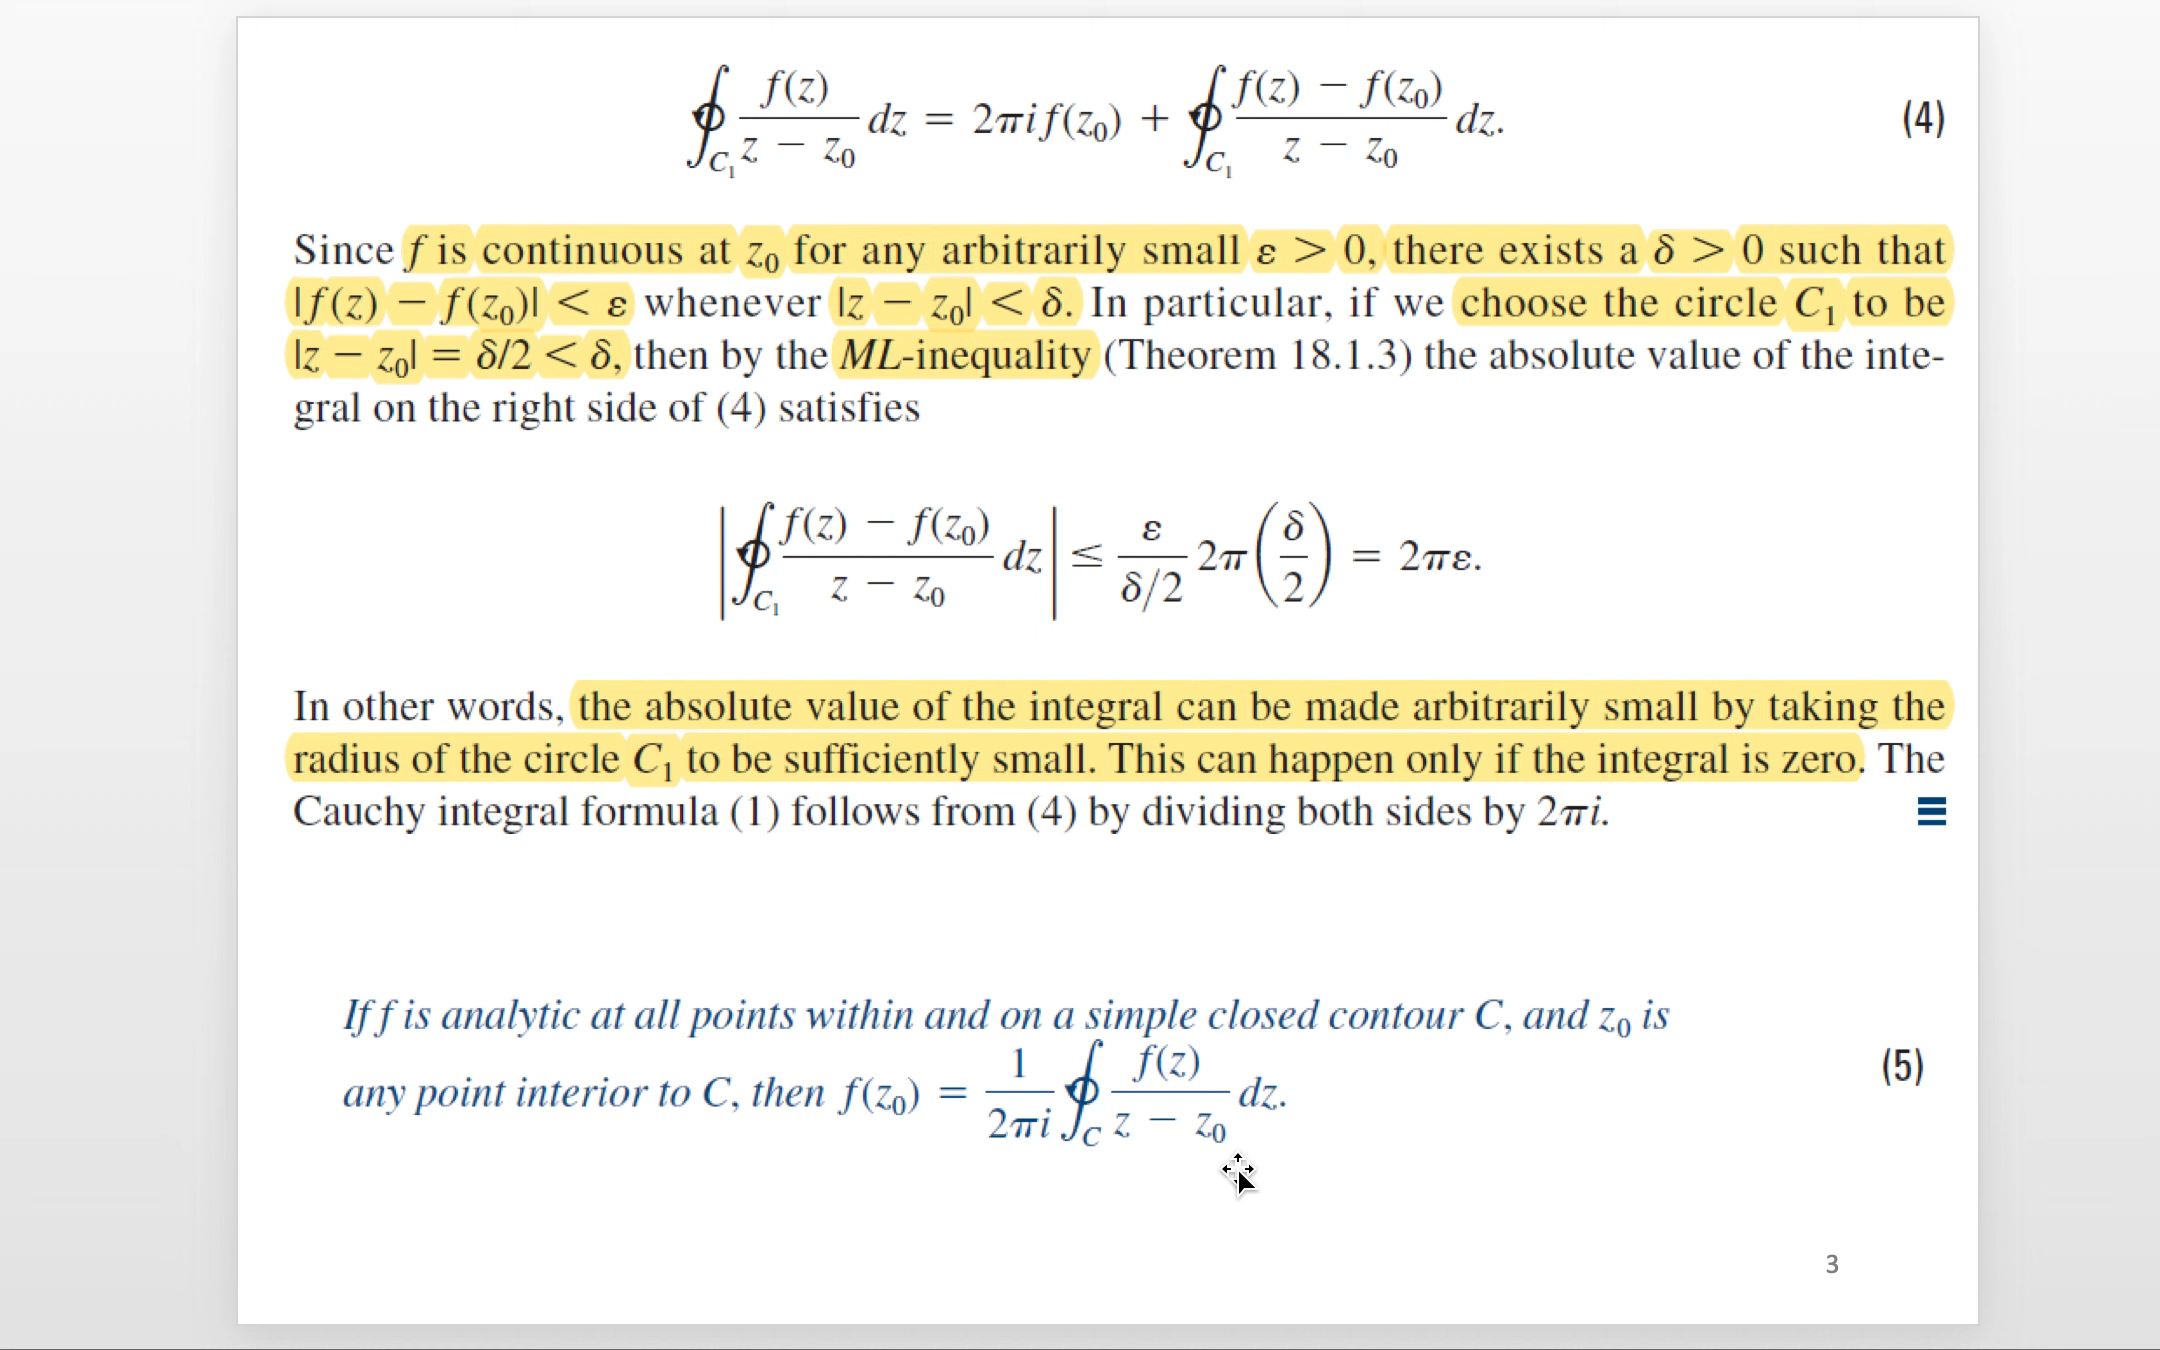 ∮_{C₁} f(z)/(z − z₀) dz = 2πi f(z₀) + ∮_{C₁} (f(z) − f(z₀))/(z − z₀) dz. (4)
Since f is continuous at z₀ for any arbitrarily small ε > 0, there exists a δ > 0 such that
|f(z) − f(z₀)| < ε whenever |z − z₀| < δ. In particular, if we choose the circle C₁ to be
|z − z₀| = δ/2 < δ, then by the ML-inequality (Theorem 18.1.3) the absolute value of the inte-
gral on the right side of (4) satisfies
|∮_{C₁} (f(z) − f(z₀))/(z − z₀) dz| ≤ ε/(δ/2) 2π(δ/2) = 2πε.
In other words, the absolute value of the integral can be made arbitrarily small by taking the
radius of the circle C₁ to be sufficiently small. This can happen only if the integral is zero. The
Cauchy integral formula (1) follows from (4) by dividing both sides by 2πi.
If f is analytic at all points within and on a simple closed contour C, and z₀ is
any point interior to C, then f(z₀) = 1/(2πi) ∮_C f(z)/(z − z₀) dz. (5)
3